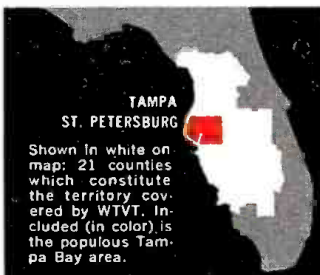 TAMPA
ST. PETERSBURG
Shown in white on
map: 21 counties
which constitute
the territory cov-
ered by WTVT. In-
cluded (in color) is
the populous Tam-
pa Bay area.